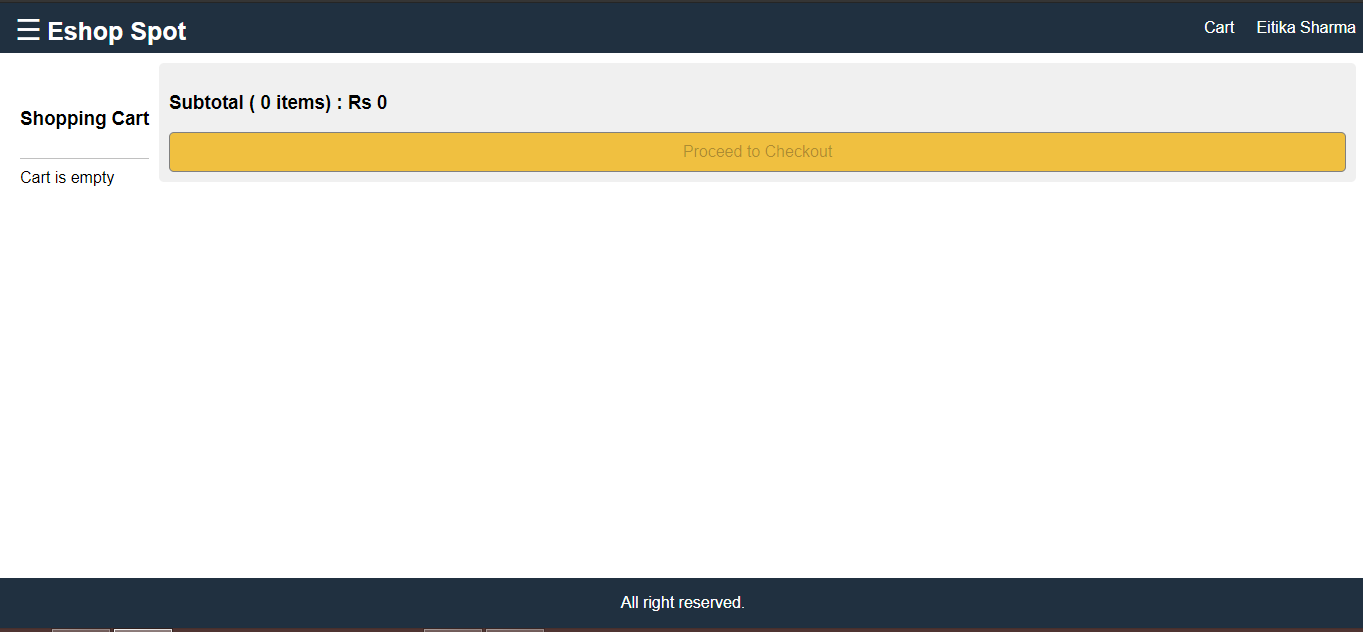 ☰ Eshop Spot
Cart
Eitika Sharma
Shopping Cart
Cart is empty
Subtotal ( 0 items) : Rs 0
Proceed to Checkout
All right reserved.